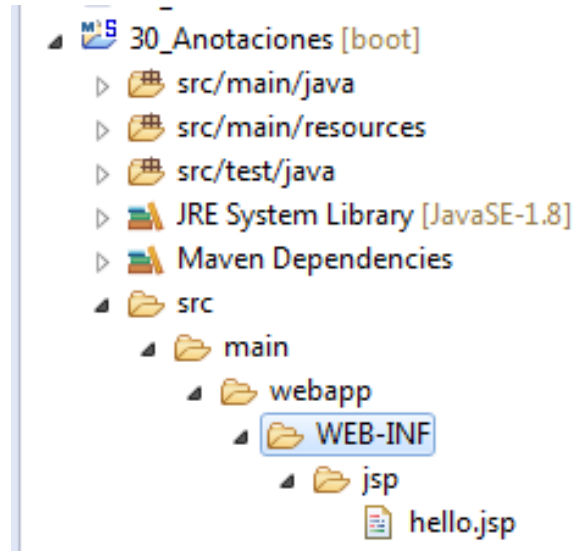 30_Anotaciones [boot]
src/main/java
src/main/resources
src/test/java
JRE System Library [JavaSE-1.8]
Maven Dependencies
src
main
webapp
WEB-INF
jsp
hello.jsp